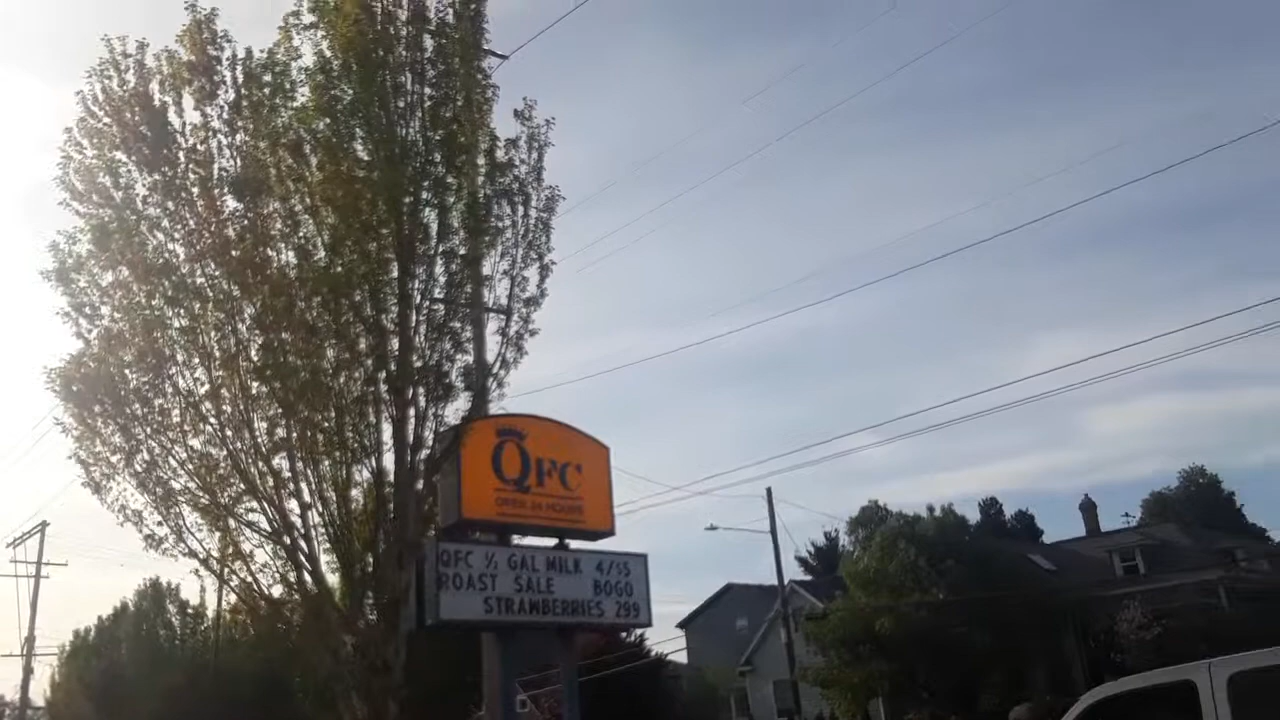 QFC
OPEN 24 HOURS
QFC ½ GAL MILK 4/$5
ROAST SALE BOGO
STRAWBERRIES 299